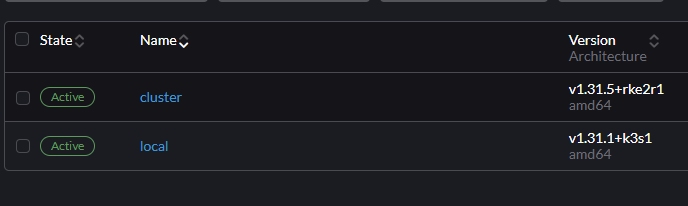 State Name Version
Architecture
Active cluster v1.31.5+rke2r1
amd64
Active local v1.31.1+k3s1
amd64